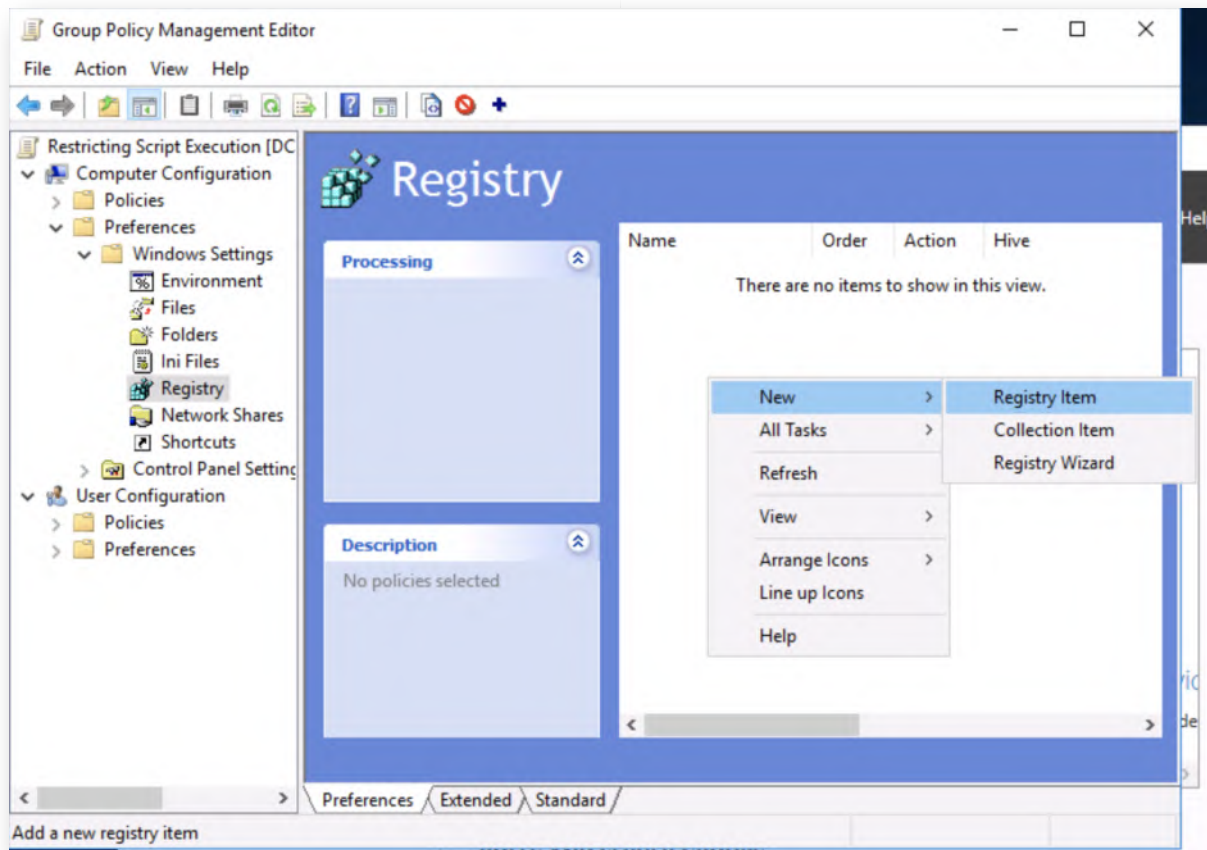 Group Policy Management Editor
File Action View Help
Restricting Script Execution [DC
Computer Configuration
Policies
Preferences
Windows Settings
Environment
Files
Folders
Ini Files
Registry
Network Shares
Shortcuts
Control Panel Setting
User Configuration
Policies
Preferences
Registry
Processing
Description
No policies selected
Name Order Action Hive
There are no items to show in this view.
New
All Tasks
Refresh
View
Arrange Icons
Line up Icons
Help
Registry Item
Collection Item
Registry Wizard
Preferences Extended Standard
Add a new registry item
Hel
de